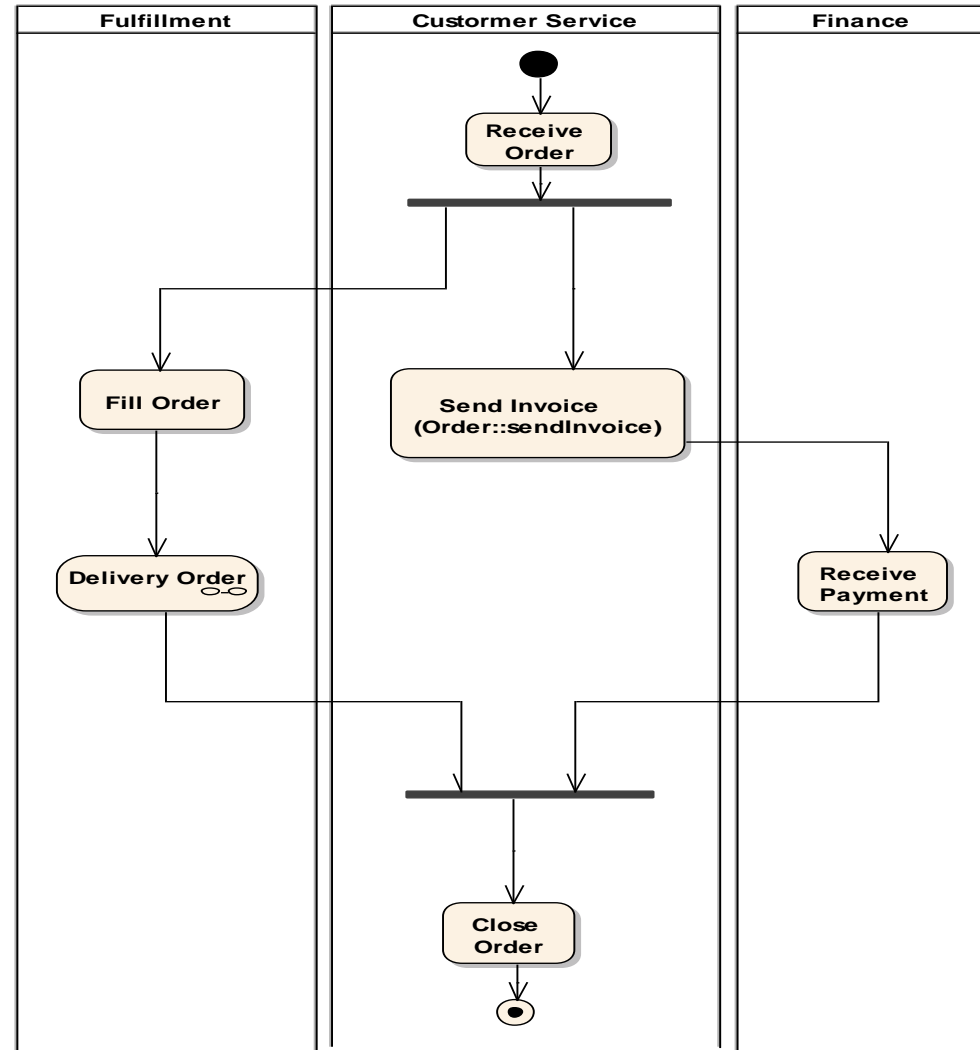 Fulfillment
Custormer Service
Finance
Receive
Order
Fill Order
Send Invoice
(Order::sendInvoice)
Delivery Order
Receive
Payment
Close
Order